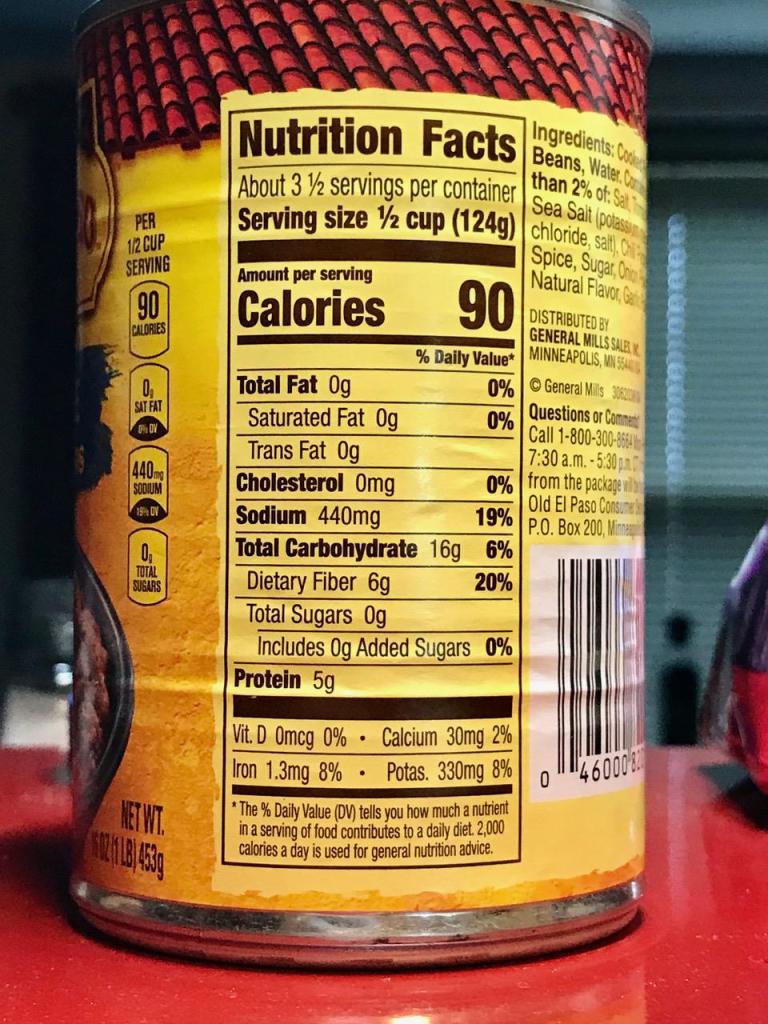 PER
1/2 CUP
SERVING
90
CALORIES
0g
SAT FAT
0% DV
440mg
SODIUM
19% DV
0g
TOTAL
SUGARS
NET WT.
OZ (1 LB) 453g
Nutrition Facts
About 3 ½ servings per container
Serving size ½ cup (124g)
Amount per serving
Calories 90
% Daily Value*
Total Fat 0g 0%
Saturated Fat 0g 0%
Trans Fat 0g
Cholesterol 0mg 0%
Sodium 440mg 19%
Total Carbohydrate 16g 6%
Dietary Fiber 6g 20%
Total Sugars 0g
Includes 0g Added Sugars 0%
Protein 5g
Vit. D 0mcg 0% • Calcium 30mg 2%
Iron 1.3mg 8% • Potas. 330mg 8%
* The % Daily Value (DV) tells you how much a nutrient
in a serving of food contributes to a daily diet. 2,000
calories a day is used for general nutrition advice.
Ingredients:
Beans, Water.
than 2% of: Salt,
Sea Salt (potassium
chloride, salt),
Spice, Sugar,
Natural Flavor,
DISTRIBUTED BY
GENERAL MILLS SALES,
MINNEAPOLIS, MN
© General Mills
Questions or
Call 1-800-300-8664
7:30 a.m. - 5:30 p.m.
from the package
Old El Paso Consumer
P.O. Box 200,
0 46000